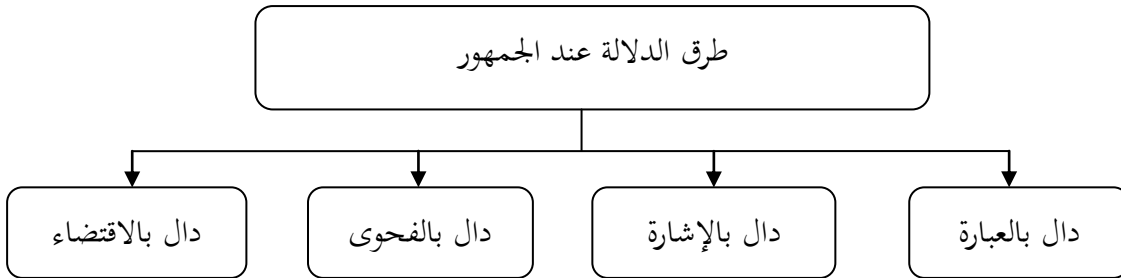 طرق الدلالة عند الجمهور
دال بالعبارة
دال بالإشارة
دال بالفحوى
دال بالاقتضاء